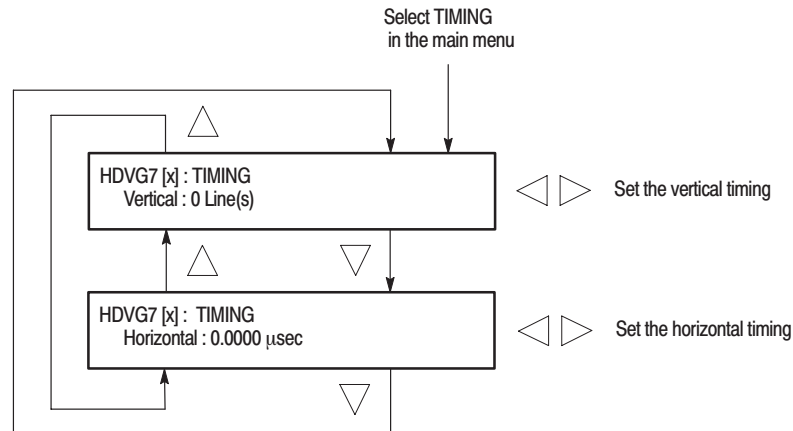 Select TIMING
in the main menu
HDVG7 [x] : TIMING
Vertical : 0 Line(s)
Set the vertical timing
HDVG7 [x] :  TIMING
Horizontal : 0.0000 μsec
Set the horizontal timing